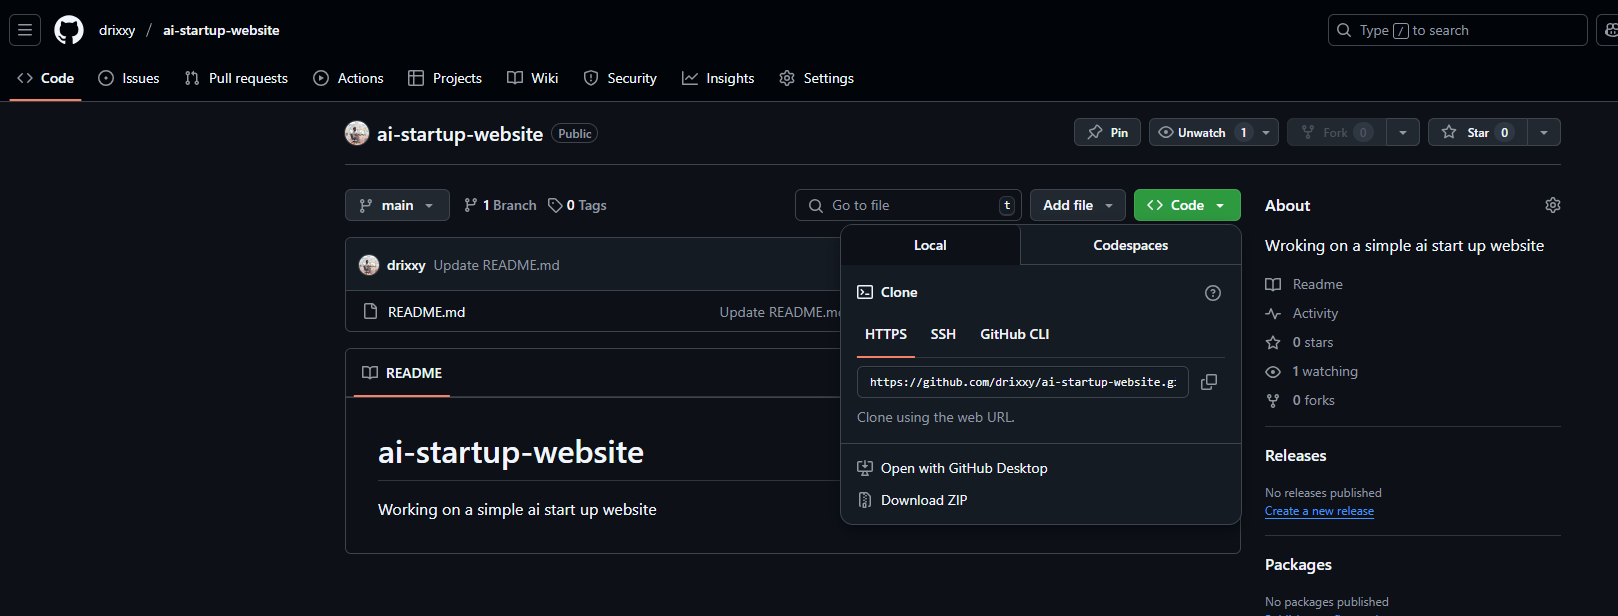 drixxy / ai-startup-website
Type / to search
Code Issues Pull requests Actions Projects Wiki Security Insights Settings
ai-startup-website Public
Pin Unwatch 1 Fork 0 Star 0
main 1 Branch 0 Tags Go to file t Add file Code
drixxy Update README.md
README.md Update README.md
README
ai-startup-website
Working on a simple ai start up website
Local Codespaces
Clone
HTTPS SSH GitHub CLI
https://github.com/drixxy/ai-startup-website.g
Clone using the web URL.
Open with GitHub Desktop
Download ZIP
About
Wroking on a simple ai start up website
Readme
Activity
0 stars
1 watching
0 forks
Releases
No releases published
Create a new release
Packages
No packages published